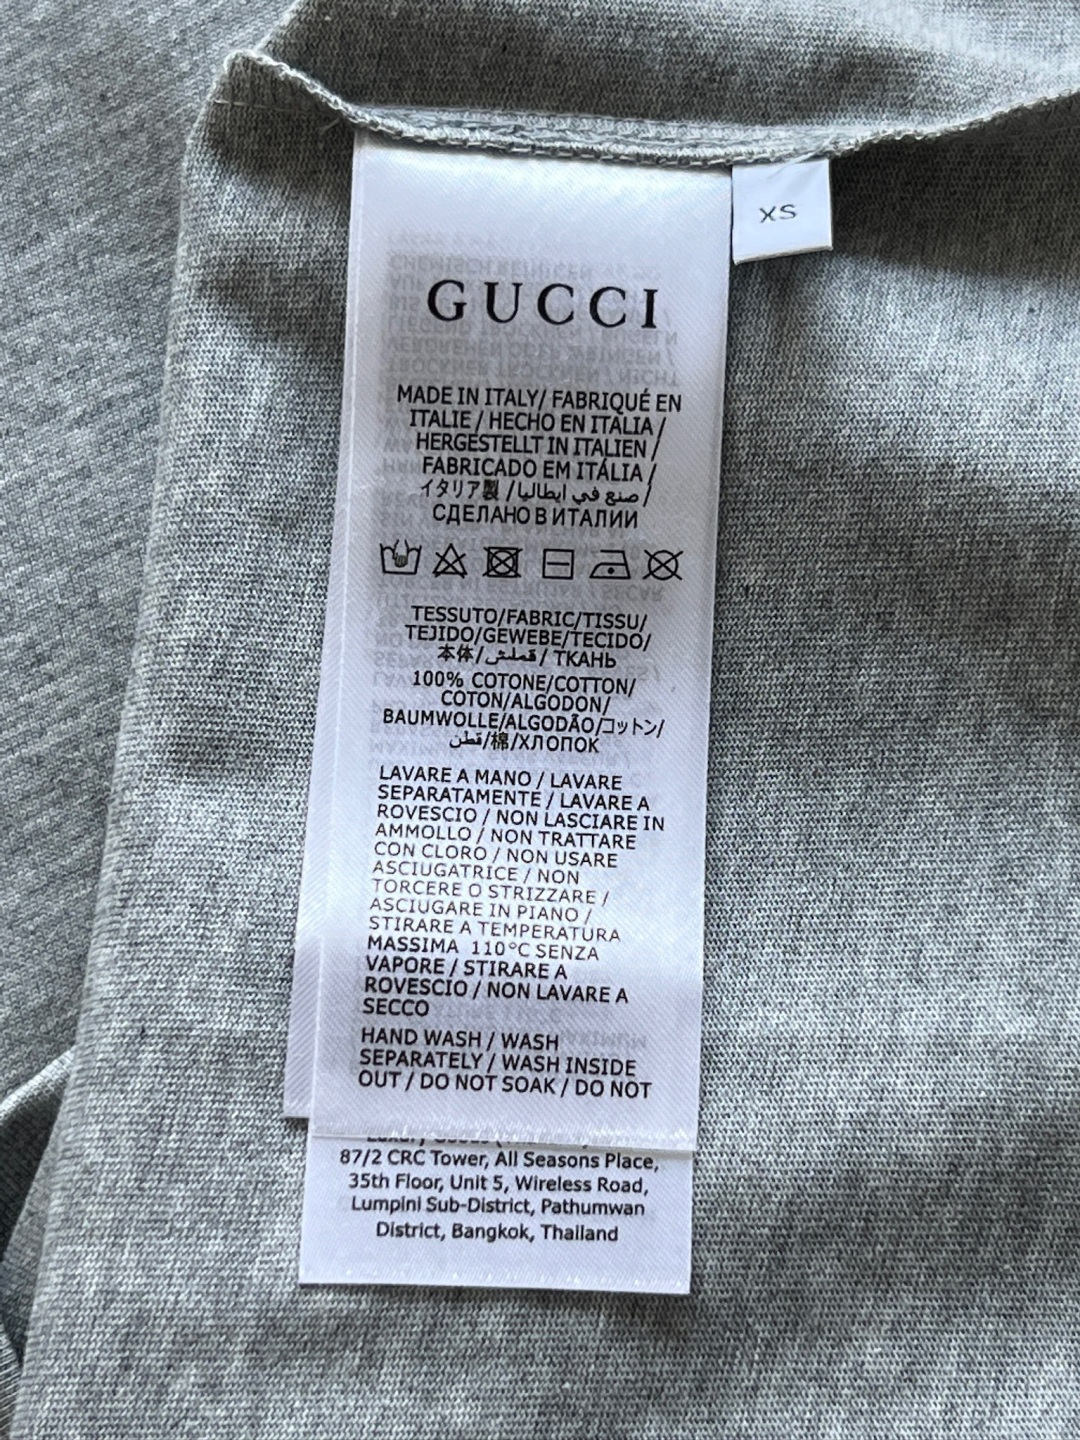 XS
GUCCI
MADE IN ITALY/ FABRIQUÉ EN
ITALIE / HECHO EN ITALIA /
HERGESTELLT IN ITALIEN /
FABRICADO EM ITÁLIA /
イタリア製 / صنع في ايطاليا /
СДЕЛАНО В ИТАЛИИ
TESSUTO/FABRIC/TISSU/
TEJIDO/GEWEBE/TECIDO/
本体/قملش/ ТКАНЬ
100% COTONE/COTTON/
COTON/ALGODON/
BAUMWOLLE/ALGODÃO/コットン/
قطن/棉/ХЛОПОК
LAVARE A MANO / LAVARE
SEPARATAMENTE / LAVARE A
ROVESCIO / NON LASCIARE IN
AMMOLLO / NON TRATTARE
CON CLORO / NON USARE
ASCIUGATRICE / NON
TORCERE O STRIZZARE /
ASCIUGARE IN PIANO /
STIRARE A TEMPERATURA
MASSIMA 110°C SENZA
VAPORE / STIRARE A
ROVESCIO / NON LAVARE A
SECCO
HAND WASH / WASH
SEPARATELY / WASH INSIDE
OUT / DO NOT SOAK / DO NOT
87/2 CRC Tower, All Seasons Place,
35th Floor, Unit 5, Wireless Road,
Lumpini Sub-District, Pathumwan
District, Bangkok, Thailand